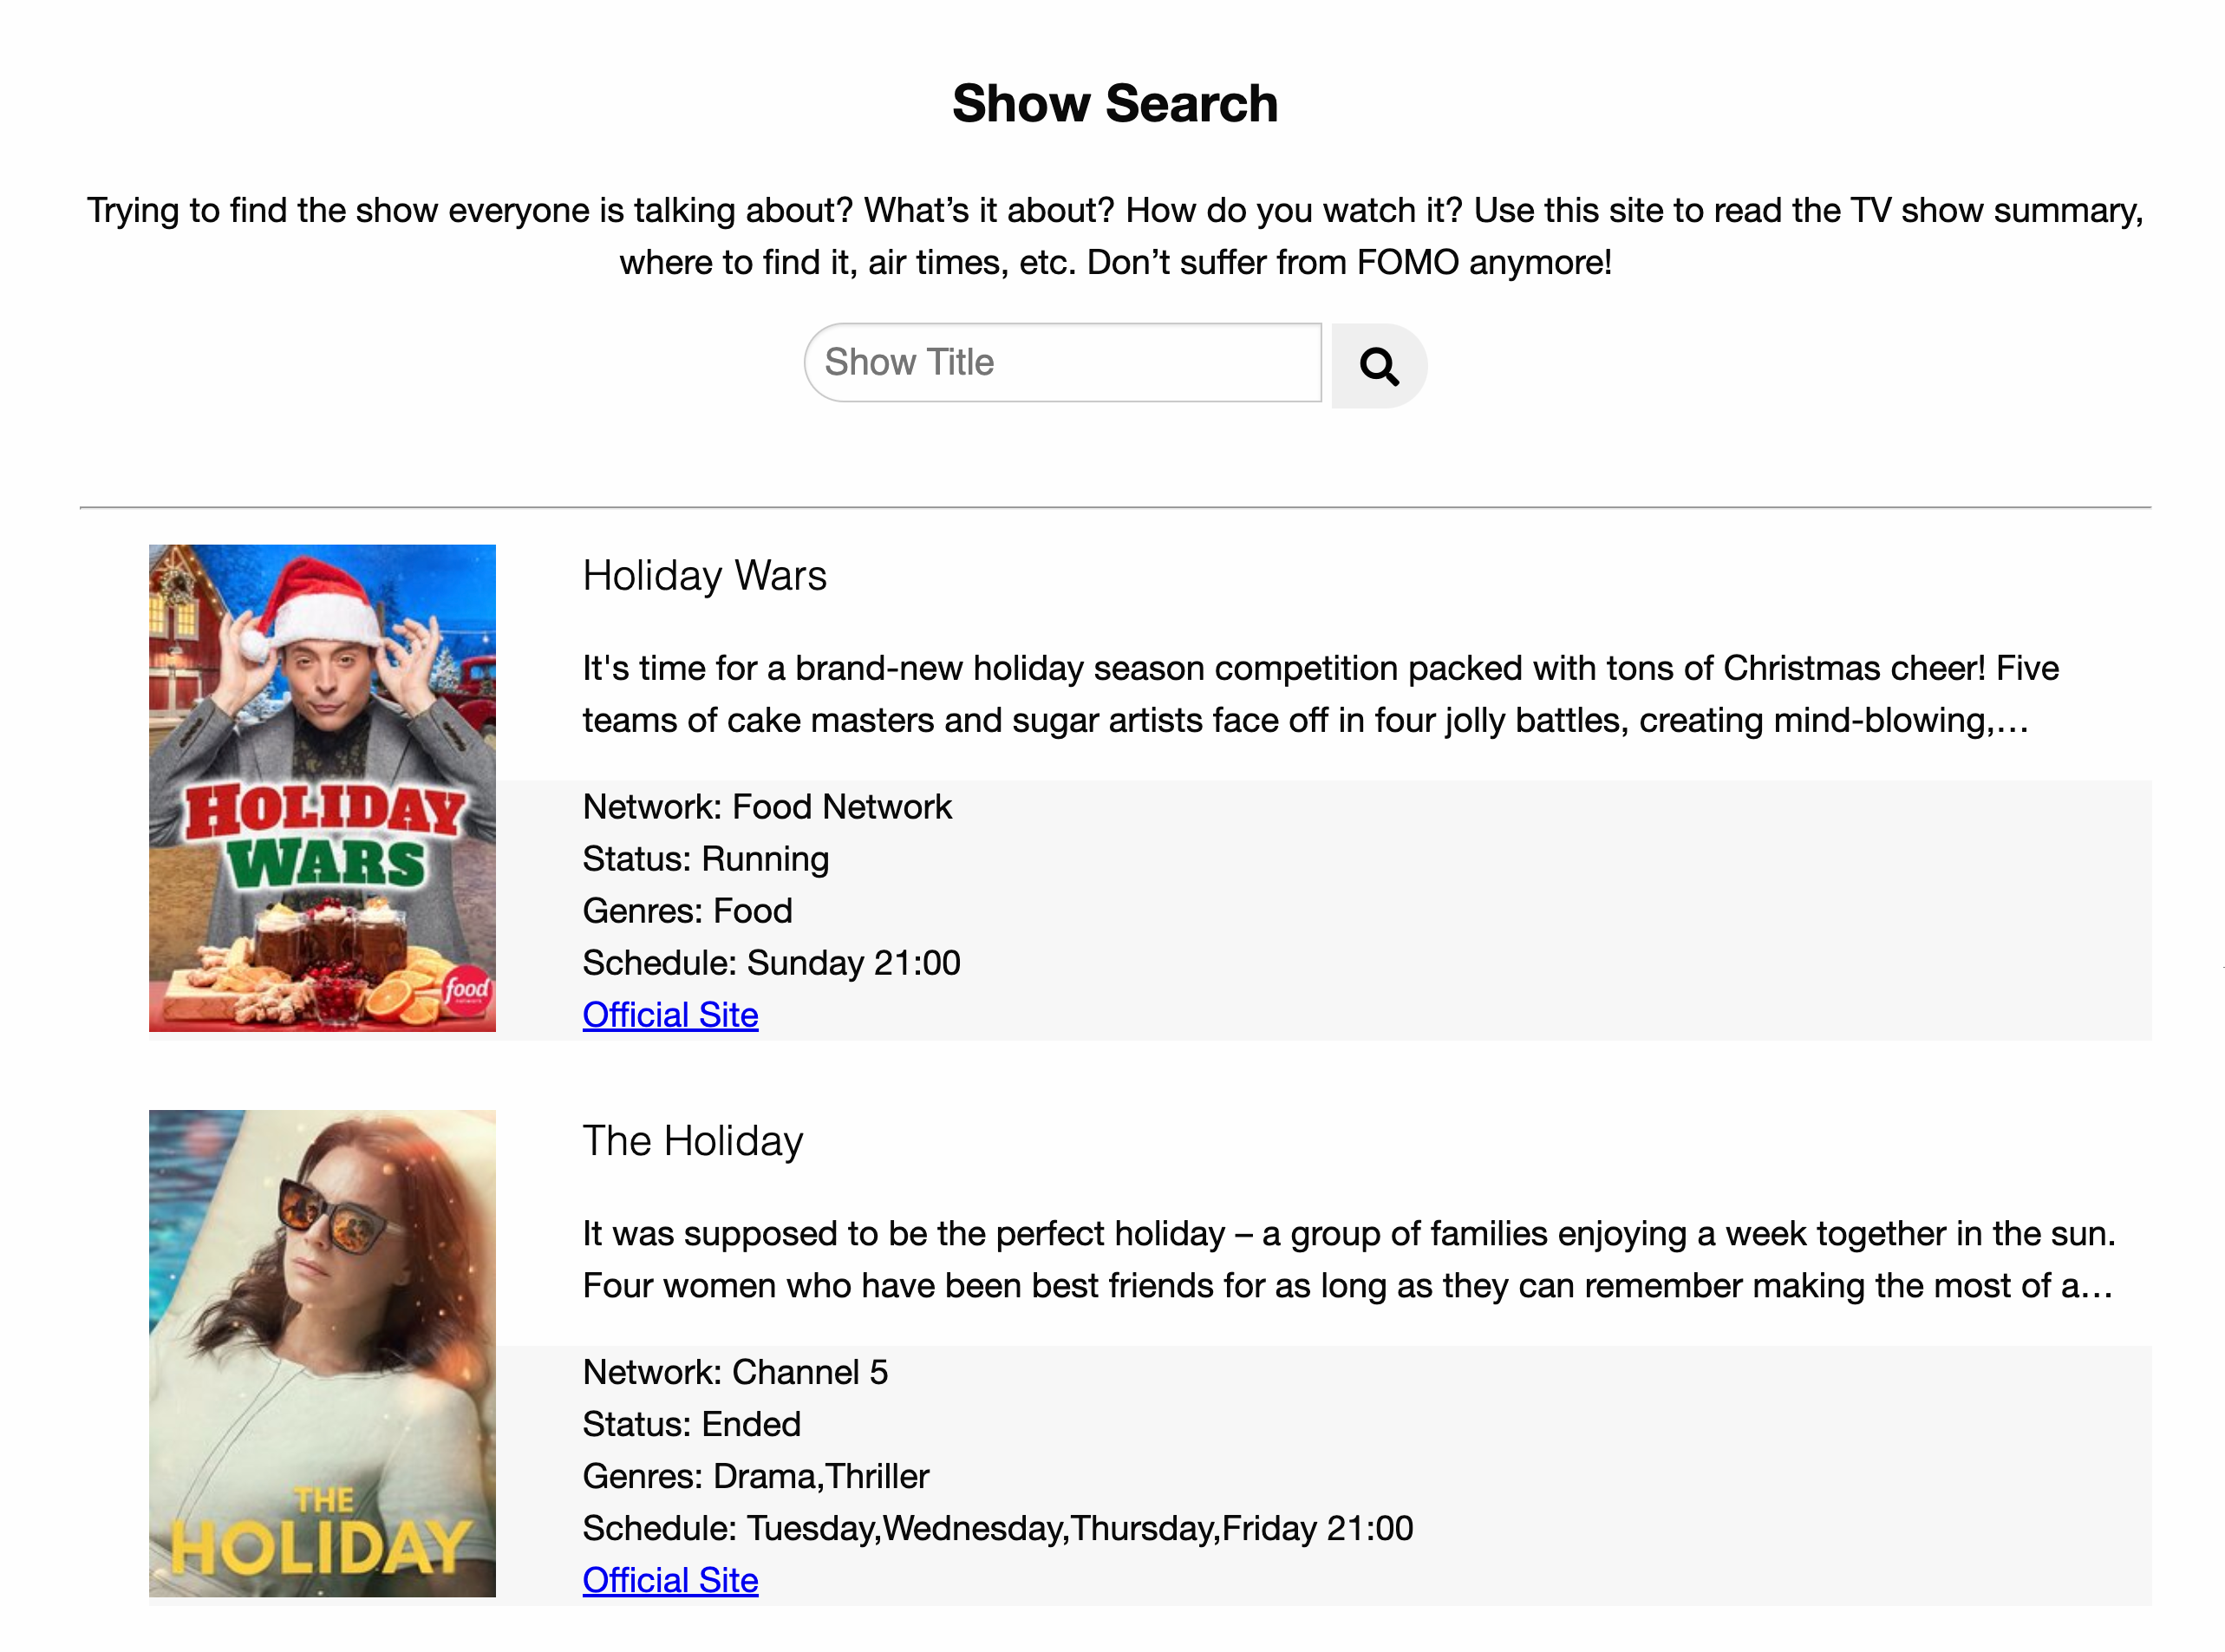 Show Search
Trying to find the show everyone is talking about? What’s it about? How do you watch it? Use this site to read the TV show summary,
where to find it, air times, etc. Don’t suffer from FOMO anymore!
Show Title
Holiday Wars
It's time for a brand-new holiday season competition packed with tons of Christmas cheer! Five
teams of cake masters and sugar artists face off in four jolly battles, creating mind-blowing,…
HOLIDAY
WARS
food
network
Network: Food Network
Status: Running
Genres: Food
Schedule: Sunday 21:00
Official Site
The Holiday
It was supposed to be the perfect holiday – a group of families enjoying a week together in the sun.
Four women who have been best friends for as long as they can remember making the most of a…
THE
HOLIDAY
Network: Channel 5
Status: Ended
Genres: Drama,Thriller
Schedule: Tuesday,Wednesday,Thursday,Friday 21:00
Official Site